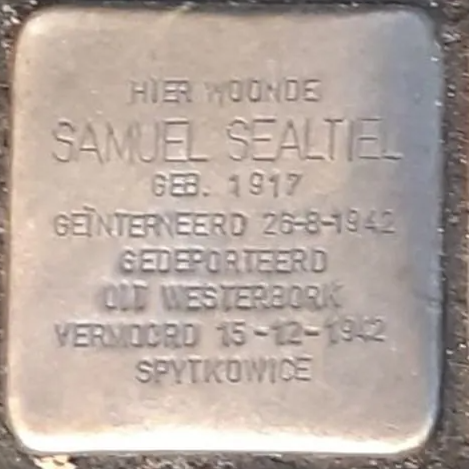 HIER WOONDE
SAMUEL SEALTIEL
GEB. 1917
GEÏNTERNEERD 26-8-1942
GEDEPORTEERD
UIT WESTERBORK
VERMOORD 15-12-1942
SPYTKOWICE